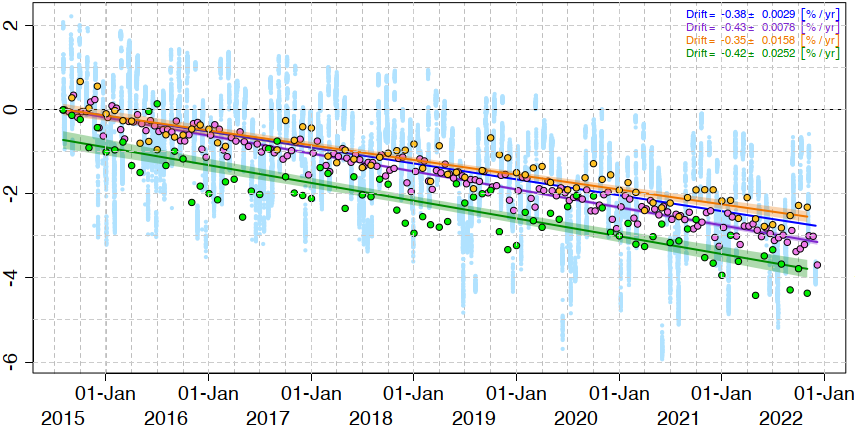 Drift = -0.38 ± 0.0029 [ % / yr ]
Drift = -0.43 ± 0.0078 [ % / yr ]
Drift = -0.35 ± 0.0158 [ % / yr ]
Drift = -0.42 ± 0.0252 [ % / yr ]
2
0
-2
-4
-6
01-Jan 01-Jan 01-Jan 01-Jan 01-Jan 01-Jan 01-Jan 01-Jan
2015 2016 2017 2018 2019 2020 2021 2022